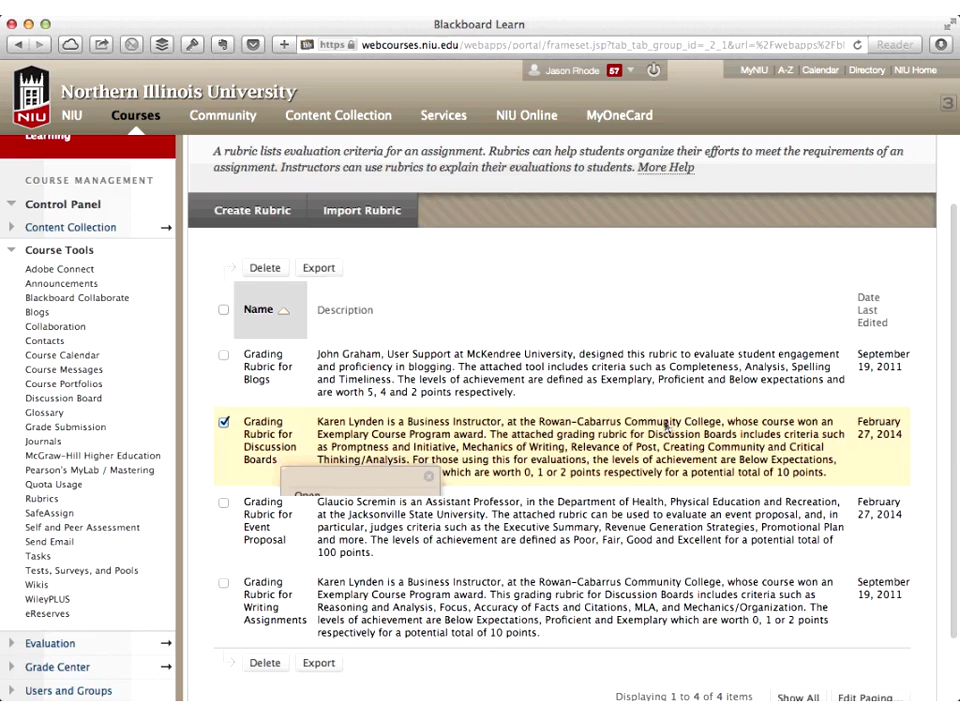 Blackboard Learn
https webcourses.niu.edu/webapps/portal/frameset.jsp?tab_tab_group_id=_2_1&url=%2Fwebapps%2Fbl
Reader
Jason Rhode 57
MyNIU A-Z Calendar Directory NIU Home
Northern Illinois University
NIU
NIU Courses Community Content Collection Services NIU Online MyOneCard
3
Learning
COURSE MANAGEMENT
Control Panel
Content Collection
Course Tools
Adobe Connect
Announcements
Blackboard Collaborate
Blogs
Collaboration
Contacts
Course Calendar
Course Messages
Course Portfolios
Discussion Board
Glossary
Grade Submission
Journals
McGraw-Hill Higher Education
Pearson's MyLab / Mastering
Quota Usage
Rubrics
SafeAssign
Self and Peer Assessment
Send Email
Tasks
Tests, Surveys, and Pools
Wikis
WileyPLUS
eReserves
Evaluation
Grade Center
Users and Groups
A rubric lists evaluation criteria for an assignment. Rubrics can help students organize their efforts to meet the requirements of an
assignment. Instructors can use rubrics to explain their evaluations to students. More Help
Create Rubric Import Rubric
Delete Export
Name Description
Date
Last
Edited
Grading
Rubric for
Blogs
John Graham, User Support at McKendree University, designed this rubric to evaluate student engagement
and proficiency in blogging. The attached tool includes criteria such as Completeness, Analysis, Spelling
and Timeliness. The levels of achievement are defined as Exemplary, Proficient and Below expectations and
are worth 5, 4 and 2 points respectively.
September
19, 2011
Grading
Rubric for
Discussion
Boards
Karen Lynden is a Business Instructor, at the Rowan-Cabarrus Community College, whose course won an
Exemplary Course Program award. The attached grading rubric for Discussion Boards includes criteria such
as Promptness and Initiative, Mechanics of Writing, Relevance of Post, Creating Community and Critical
Thinking/Analysis. For those using this for evaluations, the levels of achievement are Below Expectations,
which are worth 0, 1 or 2 points respectively for a potential total of 10 points.
February
27, 2014
Open
Grading
Rubric for
Event
Proposal
Glaucio Scremin is an Assistant Professor, in the Department of Health, Physical Education and Recreation,
at the Jacksonville State University. The attached rubric can be used to evaluate an event proposal, and, in
particular, judges criteria such as the Executive Summary, Revenue Generation Strategies, Promotional Plan
and more. The levels of achievement are defined as Poor, Fair, Good and Excellent for a potential total of
100 points.
February
27, 2014
Grading
Rubric for
Writing
Assignments
Karen Lynden is a Business Instructor, at the Rowan-Cabarrus Community College, whose course won an
Exemplary Course Program award. This grading rubric for Discussion Boards includes criteria such as
Reasoning and Analysis, Focus, Accuracy of Facts and Citations, MLA, and Mechanics/Organization. The
levels of achievement are Below Expectations, Proficient and Exemplary which are worth 0, 1 or 2 points
respectively for a potential total of 10 points.
September
19, 2011
Delete Export
Displaying 1 to 4 of 4 items Show All Edit Paging...